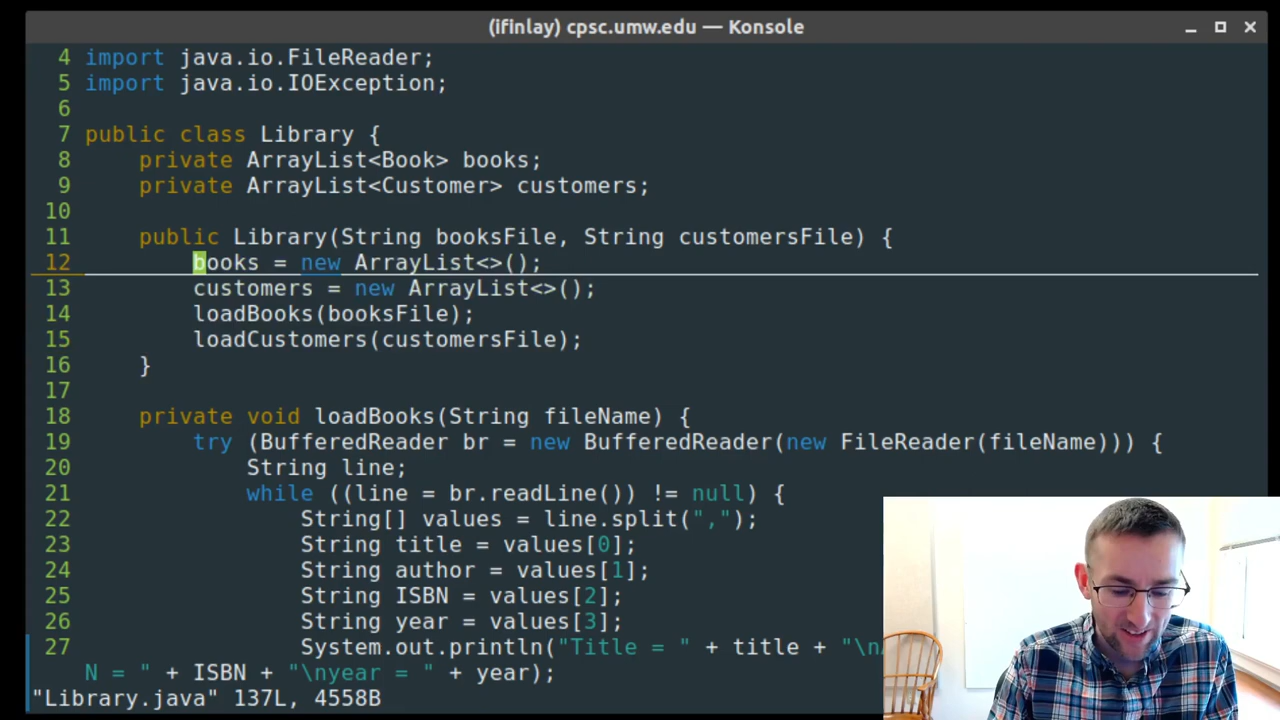 (ifinlay) cpsc.umw.edu — Konsole
4 import java.io.FileReader;
5 import java.io.IOException;
6
7 public class Library {
8 private ArrayList<Book> books;
9 private ArrayList<Customer> customers;
10
11 public Library(String booksFile, String customersFile) {
12 books = new ArrayList<>();
13 customers = new ArrayList<>();
14 loadBooks(booksFile);
15 loadCustomers(customersFile);
16 }
17
18 private void loadBooks(String fileName) {
19 try (BufferedReader br = new BufferedReader(new FileReader(fileName))) {
20 String line;
21 while ((line = br.readLine()) != null) {
22 String[] values = line.split(",");
23 String title = values[0];
24 String author = values[1];
25 String ISBN = values[2];
26 String year = values[3];
27 System.out.println("Title = " + title + "\n
N = " + ISBN + "\nyear = " + year);
"Library.java" 137L, 4558B